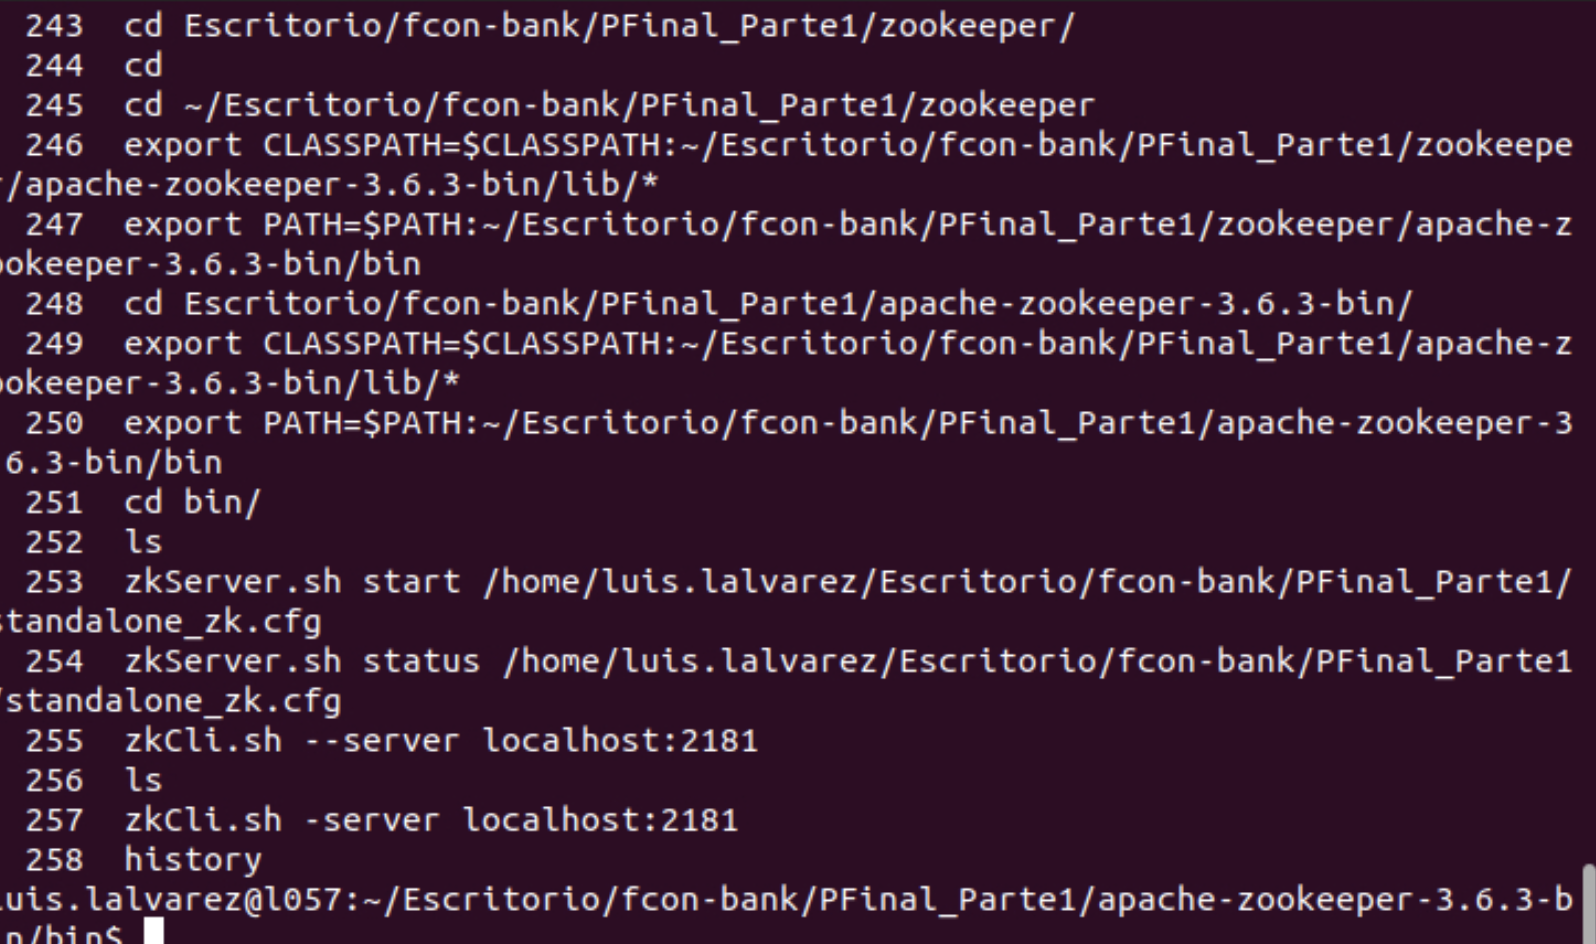 243 cd Escritorio/fcon-bank/PFinal_Parte1/zookeeper/
244 cd
245 cd ~/Escritorio/fcon-bank/PFinal_Parte1/zookeeper
246 export CLASSPATH=$CLASSPATH:~/Escritorio/fcon-bank/PFinal_Parte1/zookeepe
r/apache-zookeeper-3.6.3-bin/lib/*
247 export PATH=$PATH:~/Escritorio/fcon-bank/PFinal_Parte1/zookeeper/apache-z
ookeeper-3.6.3-bin/bin
248 cd Escritorio/fcon-bank/PFinal_Parte1/apache-zookeeper-3.6.3-bin/
249 export CLASSPATH=$CLASSPATH:~/Escritorio/fcon-bank/PFinal_Parte1/apache-z
ookeeper-3.6.3-bin/lib/*
250 export PATH=$PATH:~/Escritorio/fcon-bank/PFinal_Parte1/apache-zookeeper-3
6.3-bin/bin
251 cd bin/
252 ls
253 zkServer.sh start /home/luis.lalvarez/Escritorio/fcon-bank/PFinal_Parte1/
standalone_zk.cfg
254 zkServer.sh status /home/luis.lalvarez/Escritorio/fcon-bank/PFinal_Parte1
/standalone_zk.cfg
255 zkCli.sh --server localhost:2181
256 ls
257 zkCli.sh -server localhost:2181
258 history
luis.lalvarez@l057:~/Escritorio/fcon-bank/PFinal_Parte1/apache-zookeeper-3.6.3-b
in/bin$